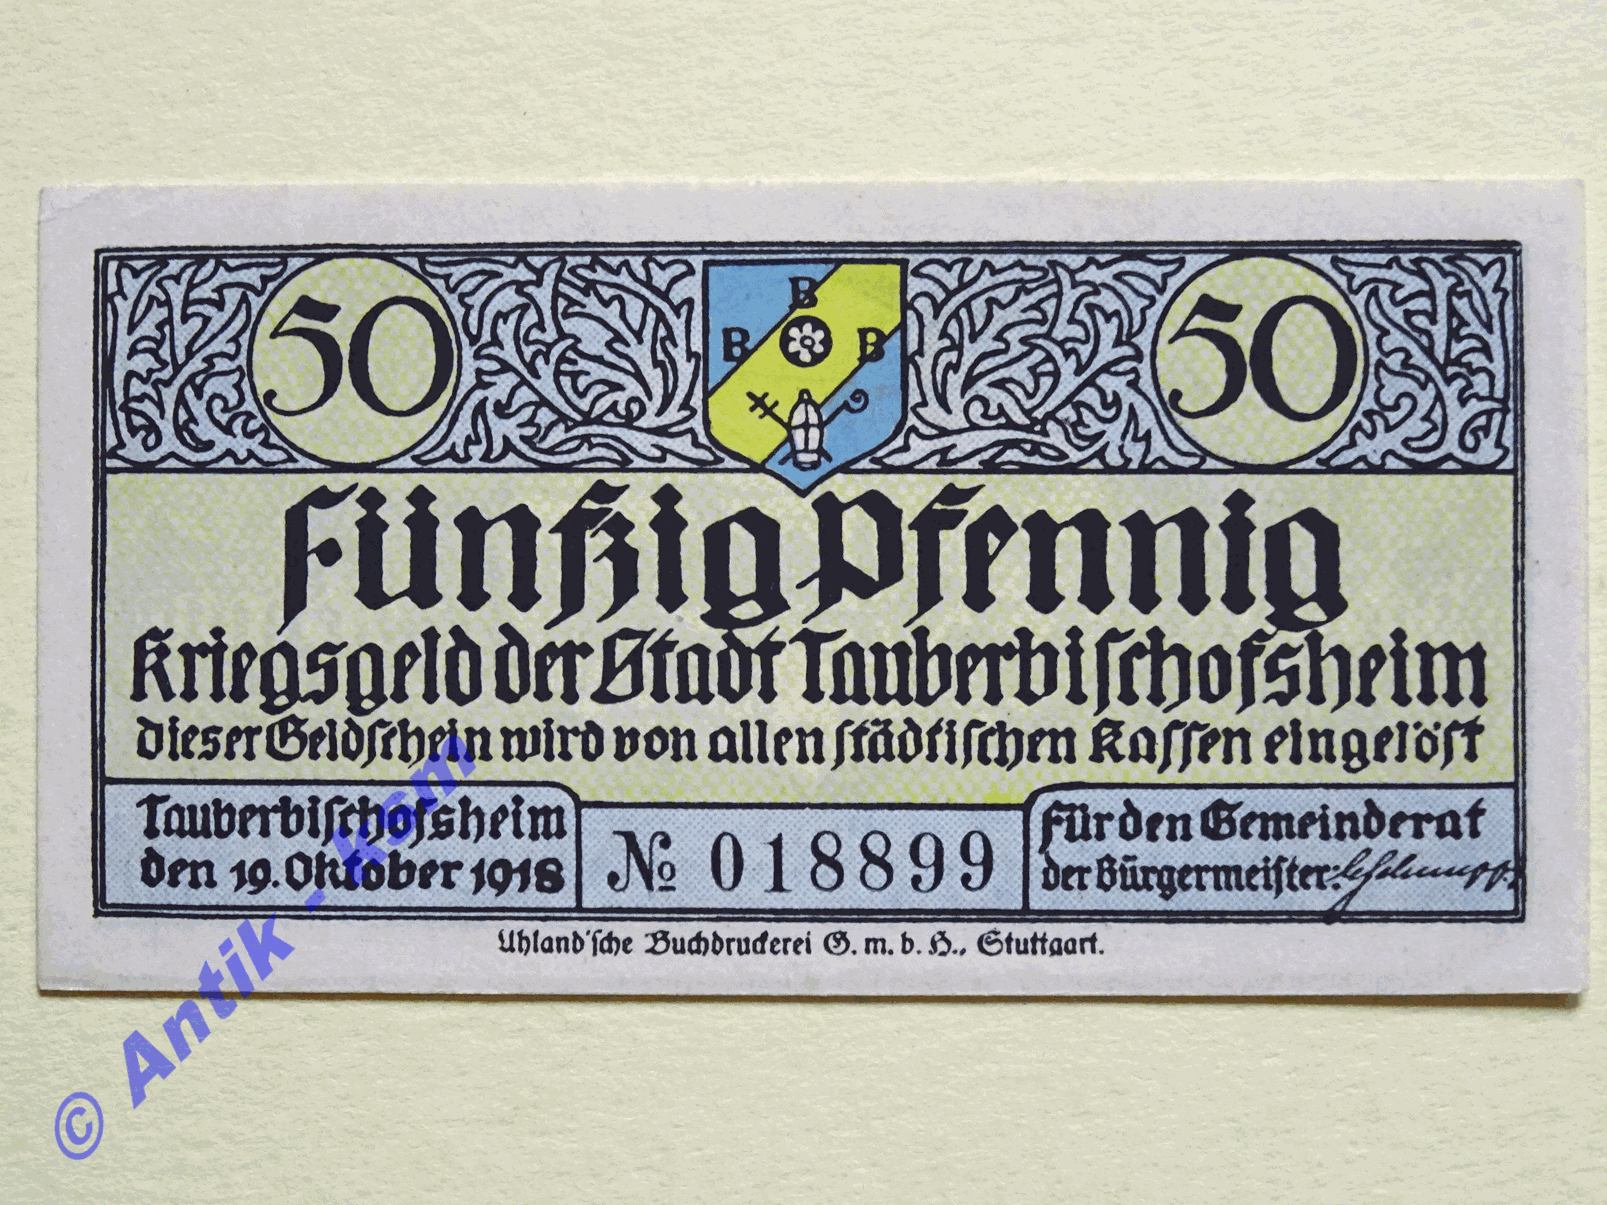 50 50
B
B B
Fünfzig Pfennig
Kriegsgeld der Stadt Tauberbischofsheim
Dieser Geldschein wird von allen städtischen Kassen eingelöst
Tauberbischofsheim
den 19. Oktober 1918
№ 018899
Für den Gemeinderat
der Bürgermeister:
Uhland'sche Buchdruckerei G. m. b. H., Stuttgart.
© Antik - ksm